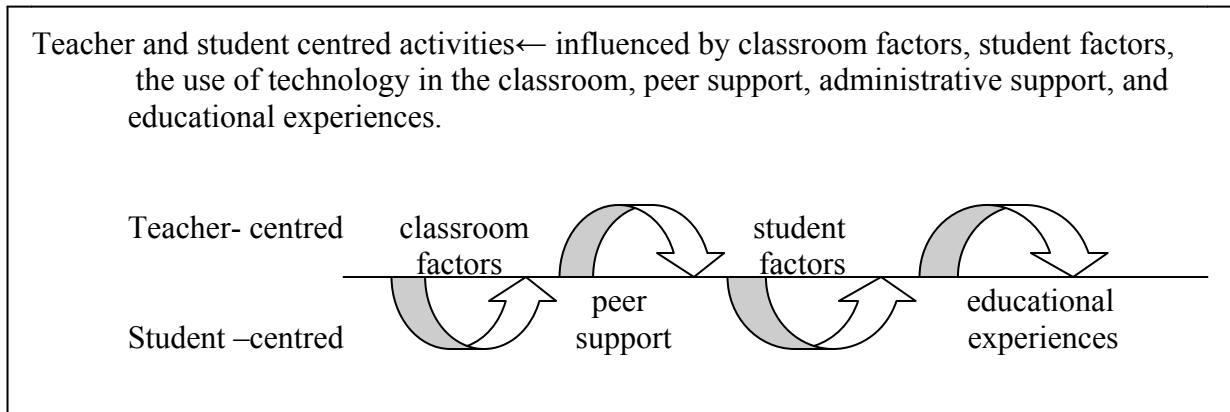 Teacher and student centred activities← influenced by classroom factors, student factors,
the use of technology in the classroom, peer support, administrative support, and
educational experiences.
Teacher- centred
classroom
factors
student
factors
peer
support
educational
experiences
Student –centred